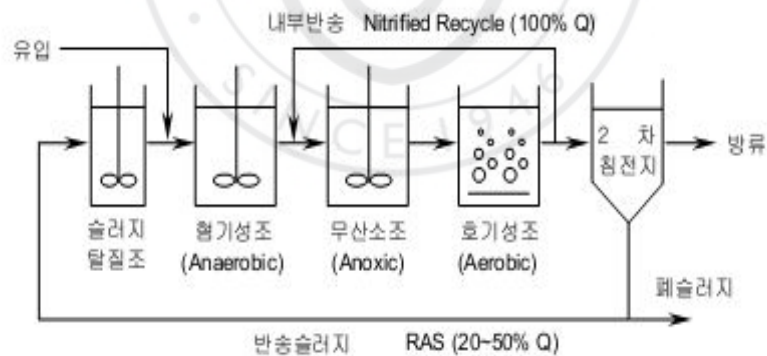 내부반송 Nitrified Recycle (100% Q)
유입
SINCE 1946
2 차
침전지
방류
슬러지
탈질조
혐기성조
(Anaerobic)
무산소조
(Anoxic)
호기성조
(Aerobic)
폐슬러지
반송슬러지 RAS (20~50% Q)